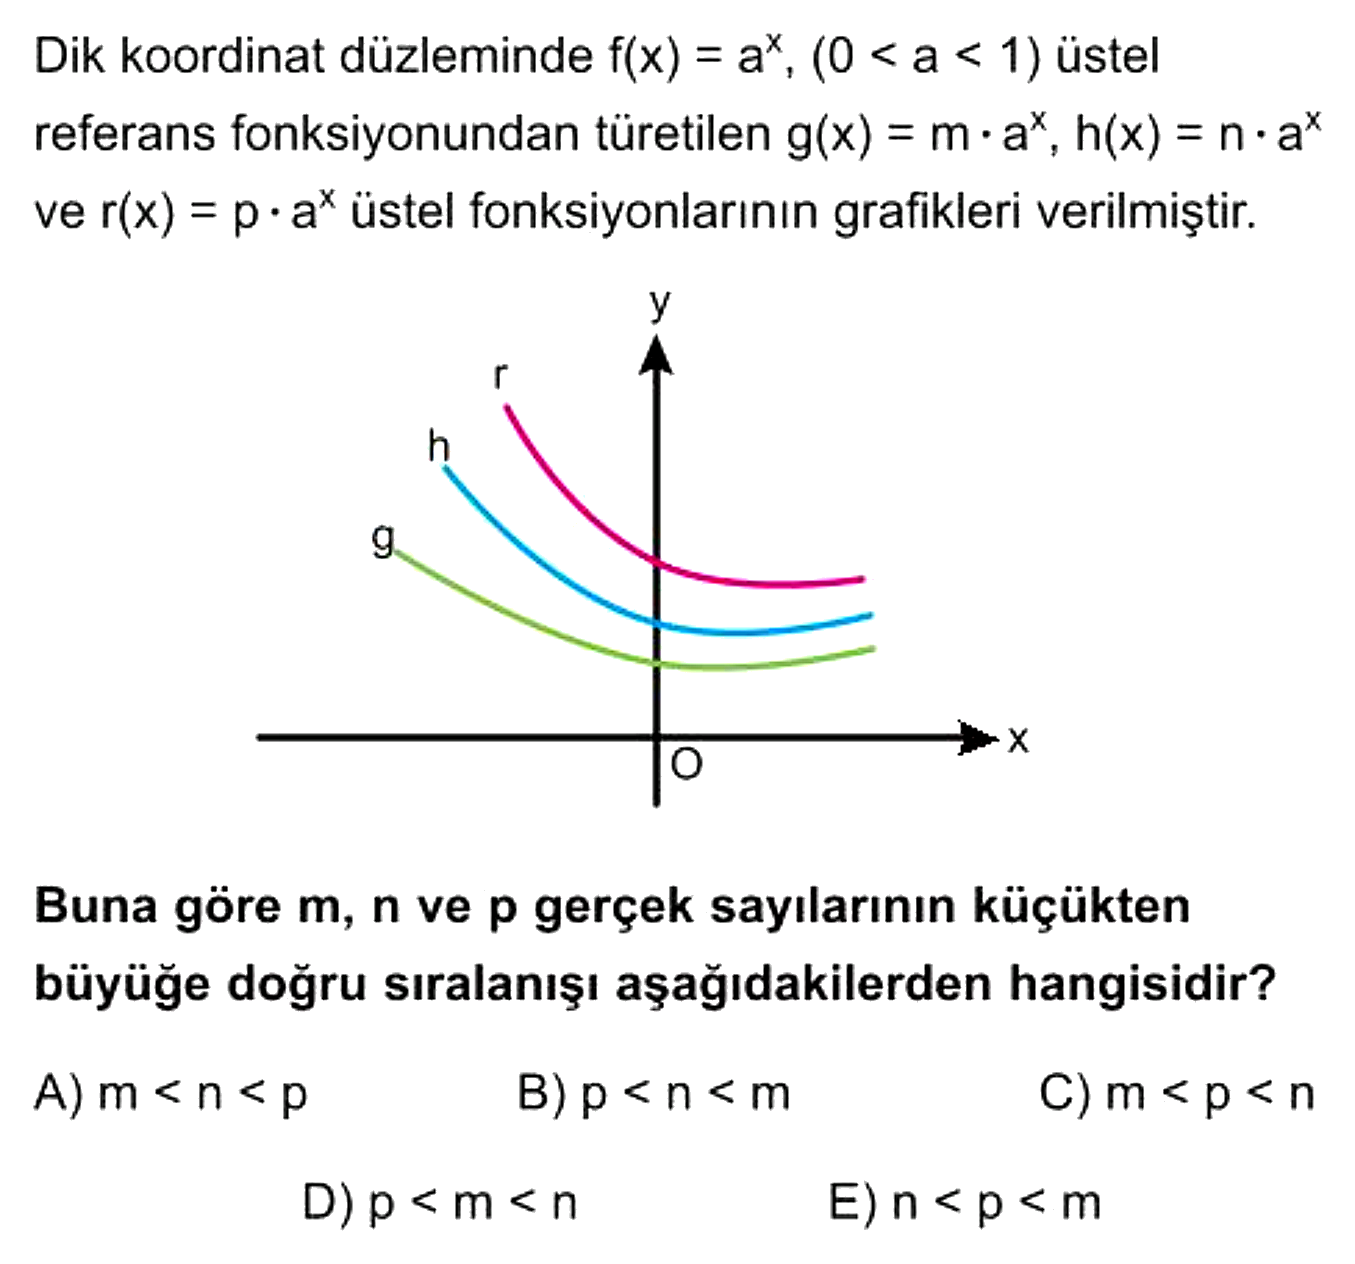 Dik koordinat düzleminde f(x) = aˣ, (0 < a < 1) üstel
referans fonksiyonundan türetilen g(x) = m · aˣ, h(x) = n · aˣ
ve r(x) = p · aˣ üstel fonksiyonlarının grafikleri verilmiştir.
y
r
h
g
x
O
Buna göre m, n ve p gerçek sayılarının küçükten
büyüğe doğru sıralanışı aşağıdakilerden hangisidir?
A) m < n < p B) p < n < m C) m < p < n
D) p < m < n E) n < p < m